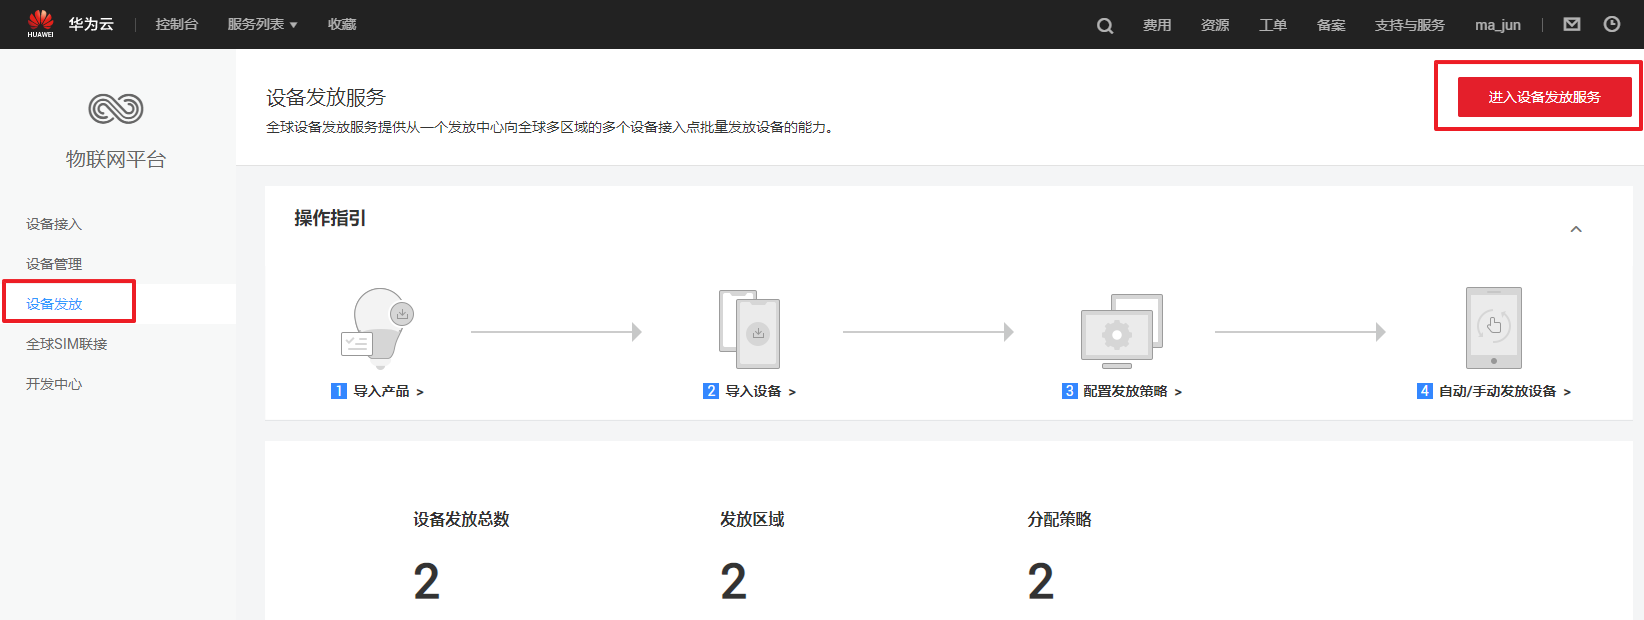 HUAWEI 华为云 控制台 服务列表 收藏 费用 资源 工单 备案 支持与服务 ma_jun
物联网平台
设备接入
设备管理
设备发放
全球SIM联接
开发中心
设备发放服务
全球设备发放服务提供从一个发放中心向全球多区域的多个设备接入点批量发放设备的能力。
进入设备发放服务
操作指引
1 导入产品 >
2 导入设备 >
3 配置发放策略 >
4 自动/手动发放设备 >
设备发放总数 发放区域 分配策略
2 2 2